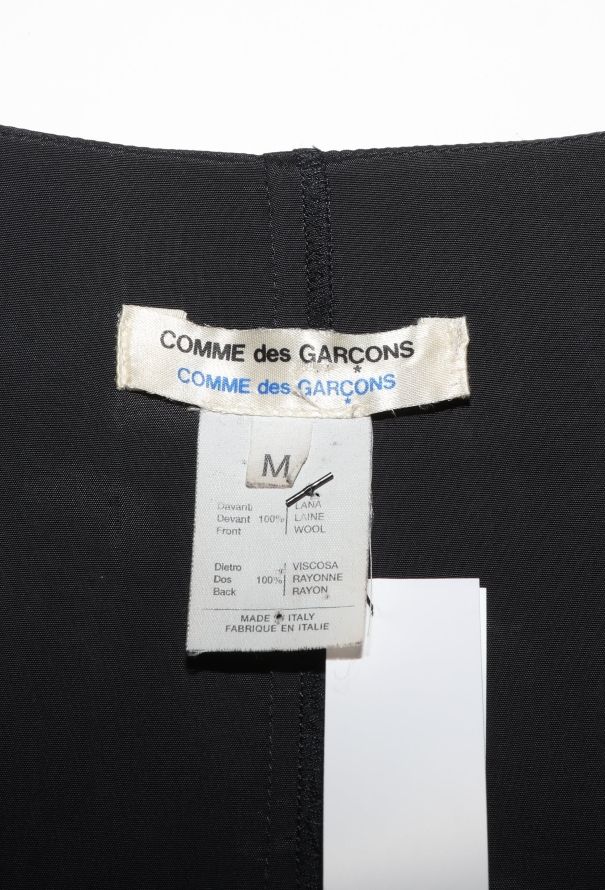 COMME des GARÇONS
COMME des GARÇONS
M
Davanti LANA
Devant 100% LAINE
Front WOOL
Dietro VISCOSA
Dos 100% RAYONNE
Back RAYON
MADE IN ITALY
FABRIQUE EN ITALIE